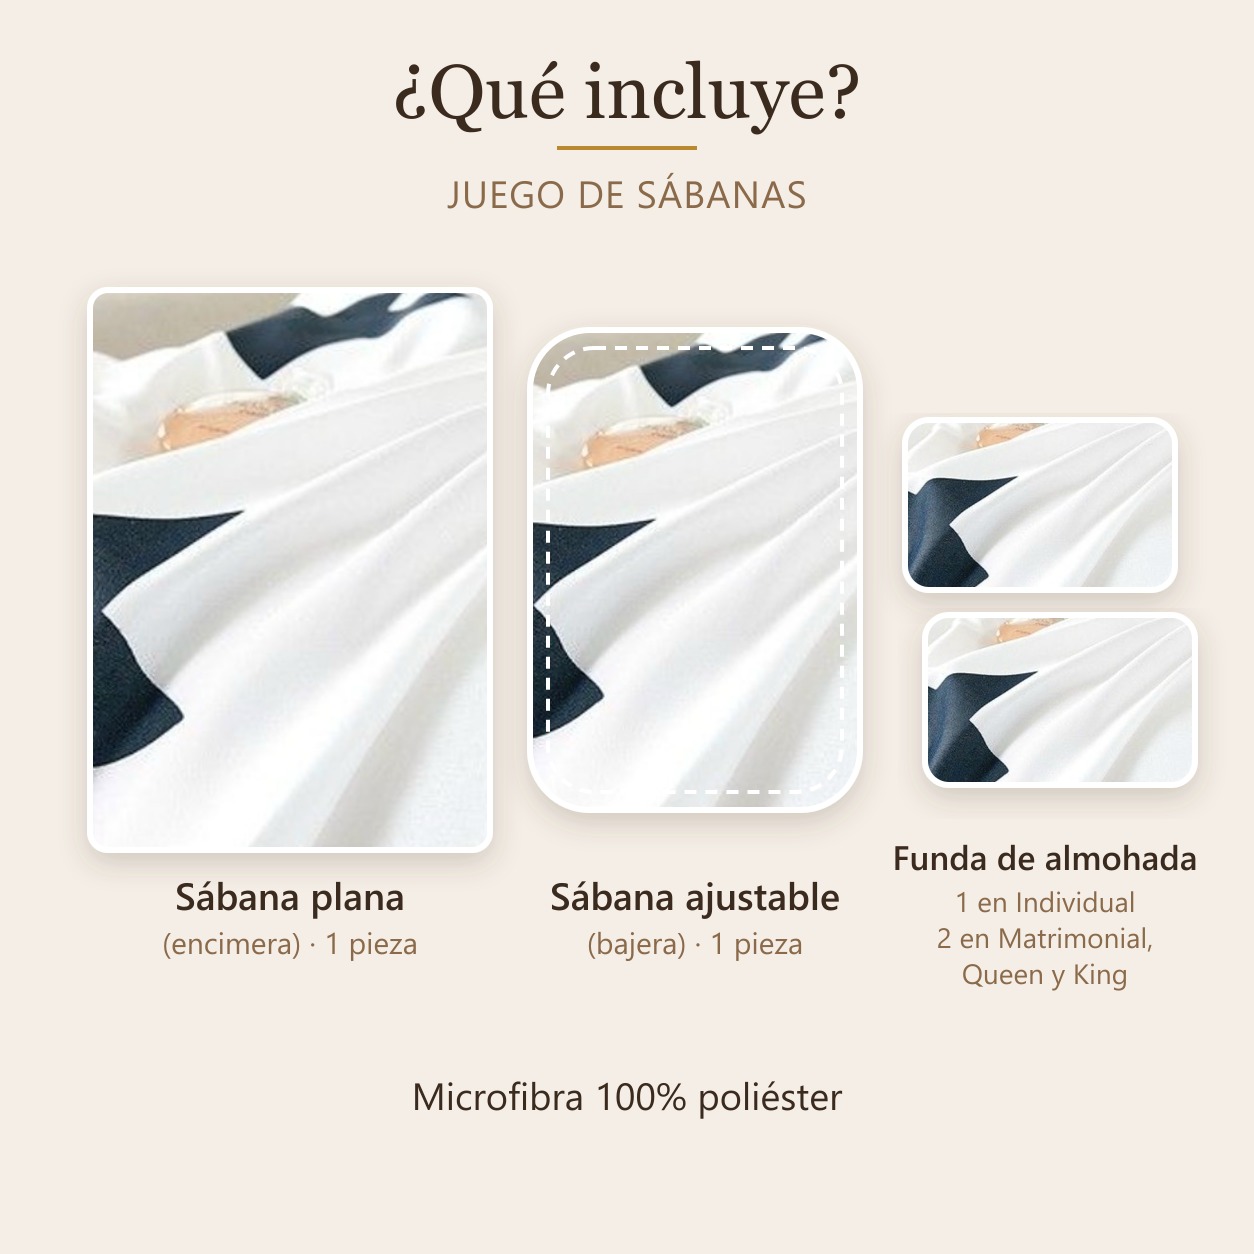 ¿Qué incluye?
JUEGO DE SÁBANAS
Sábana plana
(encimera) · 1 pieza
Sábana ajustable
(bajera) · 1 pieza
Funda de almohada
1 en Individual
2 en Matrimonial,
Queen y King
Microfibra 100% poliéster